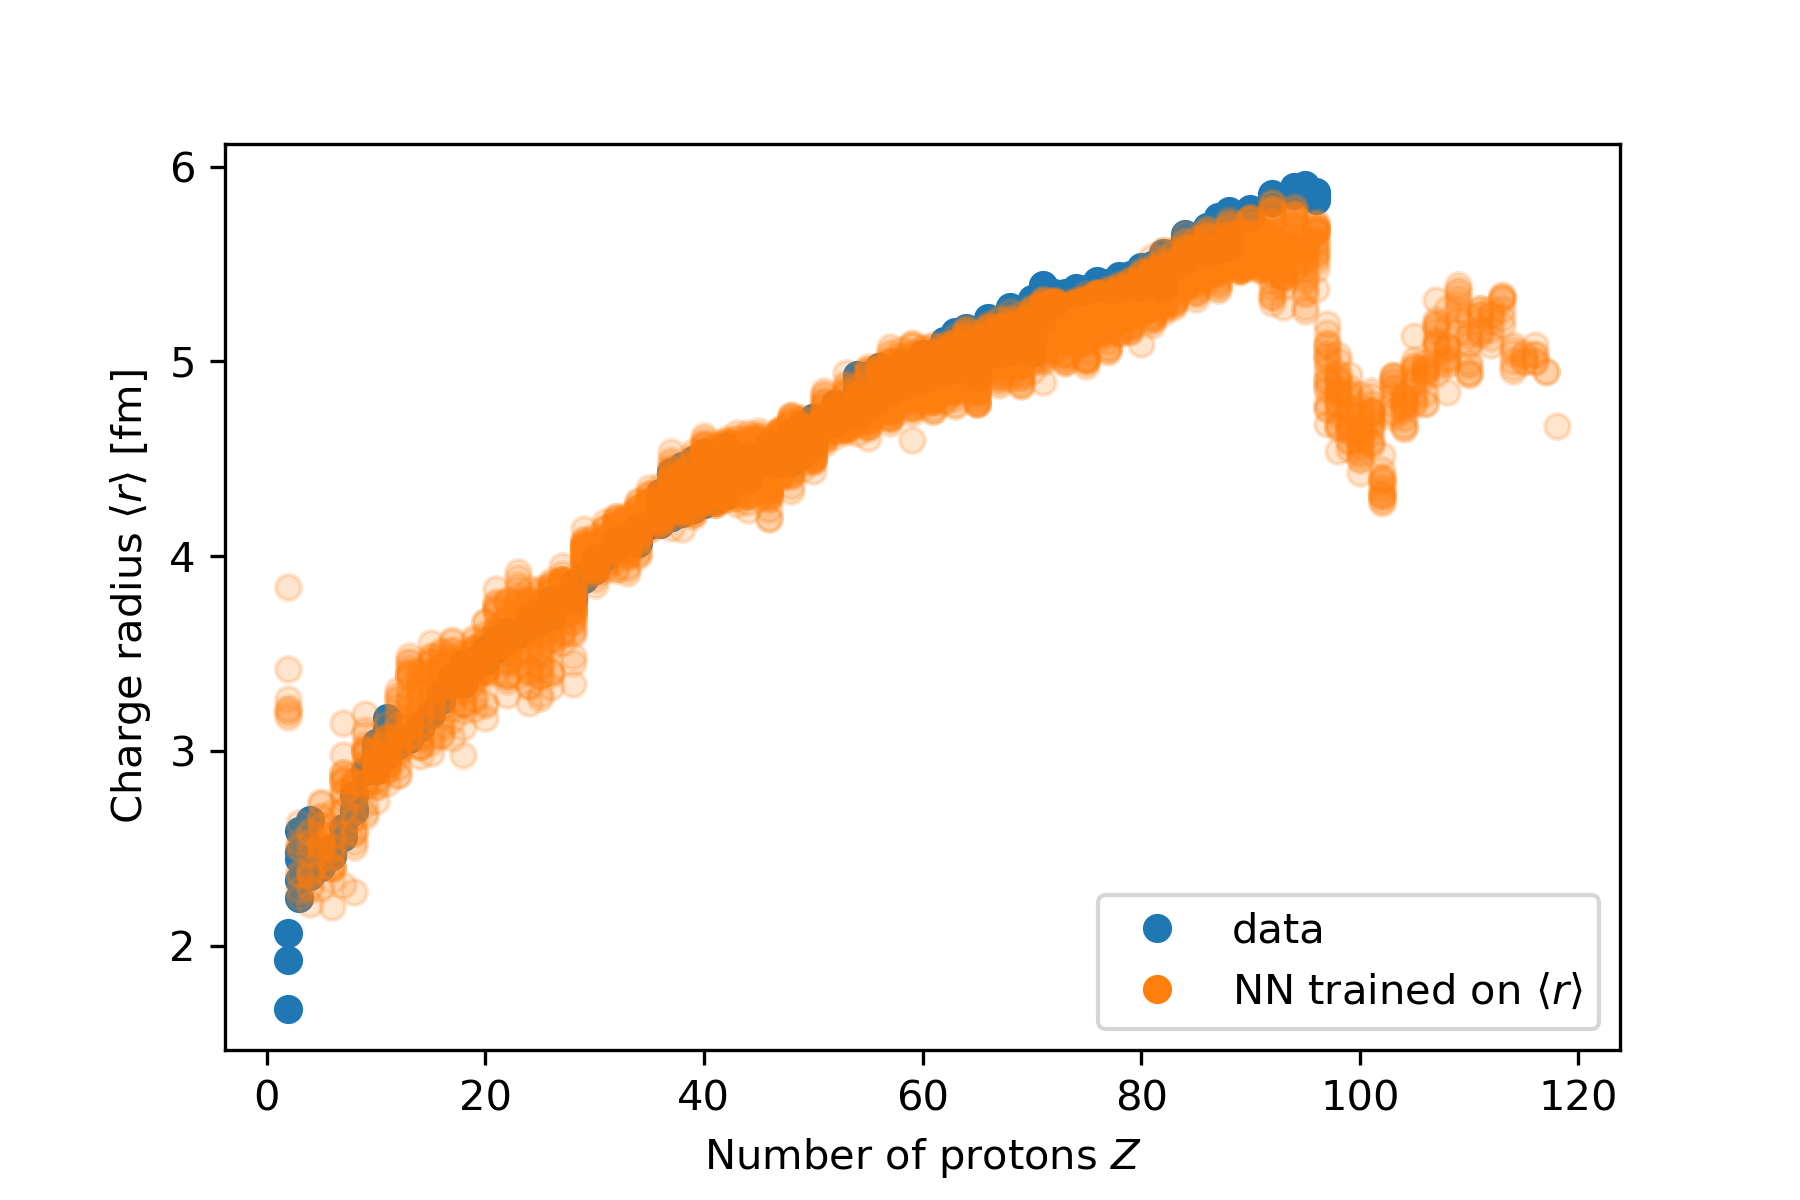 6
5
4
3
2
Charge radius ⟨r⟩ [fm]
data
NN trained on ⟨r⟩
0 20 40 60 80 100 120
Number of protons Z